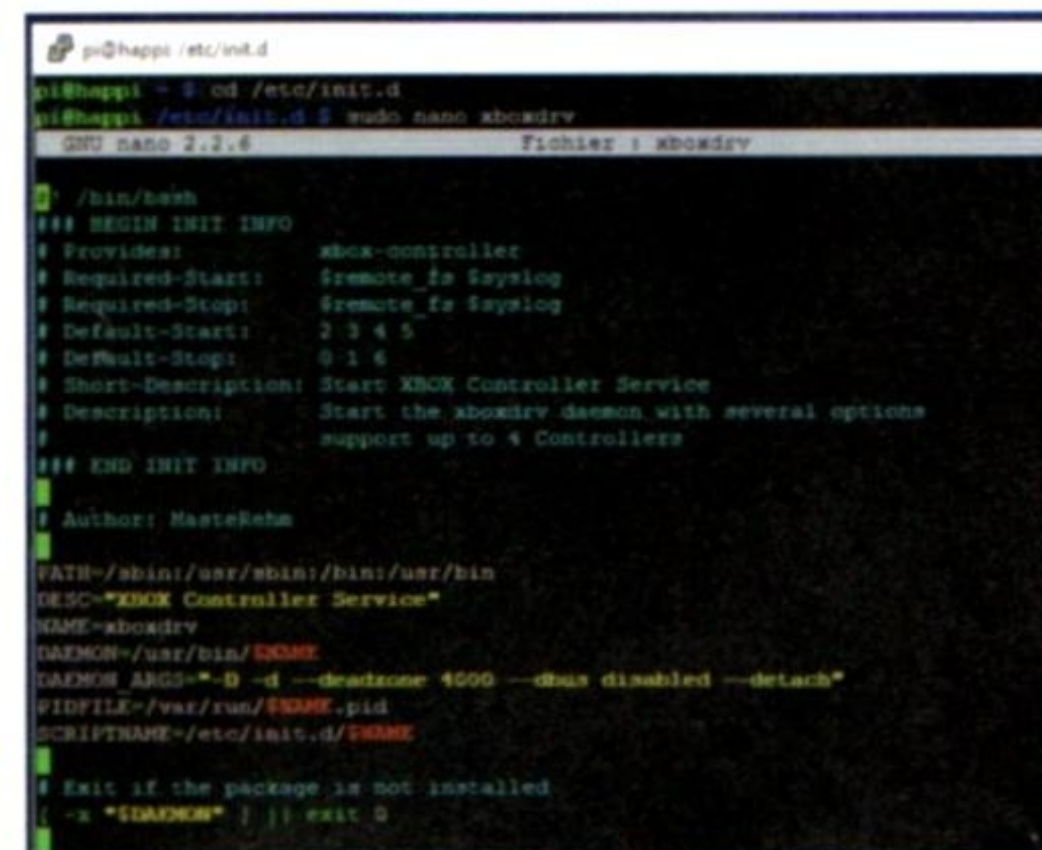 pi@happi /etc/init.d
pi@happi ~ $ cd /etc/init.d
pi@happi /etc/init.d $ sudo nano xboxdrv
GNU nano 2.2.6 Fichier : xboxdrv
#! /bin/bash
### BEGIN INIT INFO
# Provides: xbox-controller
# Required-Start: $remote_fs $syslog
# Required-Stop: $remote_fs $syslog
# Default-Start: 2 3 4 5
# Default-Stop: 0 1 6
# Short-Description: Start XBOX Controller Service
# Description: Start the xboxdrv daemon with several options
# support up to 4 Controllers
### END INIT INFO
# Author: MasteRehm
PATH=/sbin:/usr/sbin:/bin:/usr/bin
DESC="XBOX Controller Service"
NAME=xboxdrv
DAEMON=/usr/bin/$NAME
DAEMON_ARGS="-D -d --deadzone 4000 --dbus disabled --detach"
PIDFILE=/var/run/$NAME.pid
SCRIPTNAME=/etc/init.d/$NAME
# Exit if the package is not installed
[ -x "$DAEMON" ] || exit 0